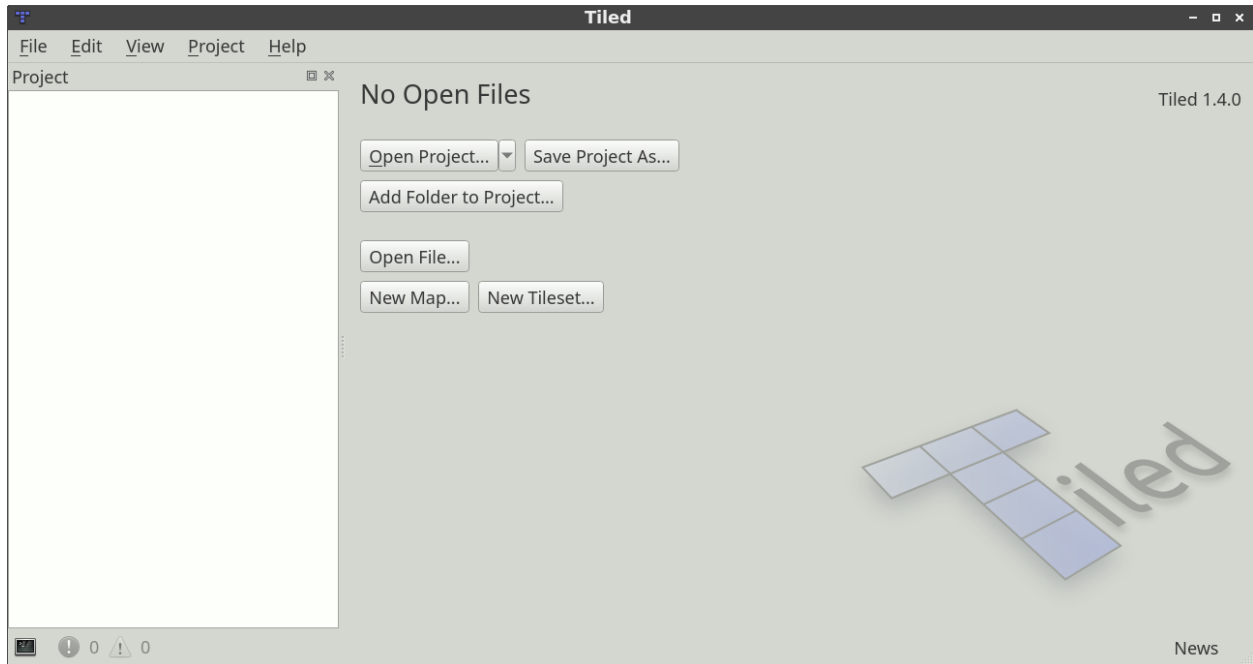 Tiled
File Edit View Project Help
Project
No Open Files
Tiled 1.4.0
Open Project... Save Project As...
Add Folder to Project...
Open File...
New Map... New Tileset...
Tiled
0 0
News